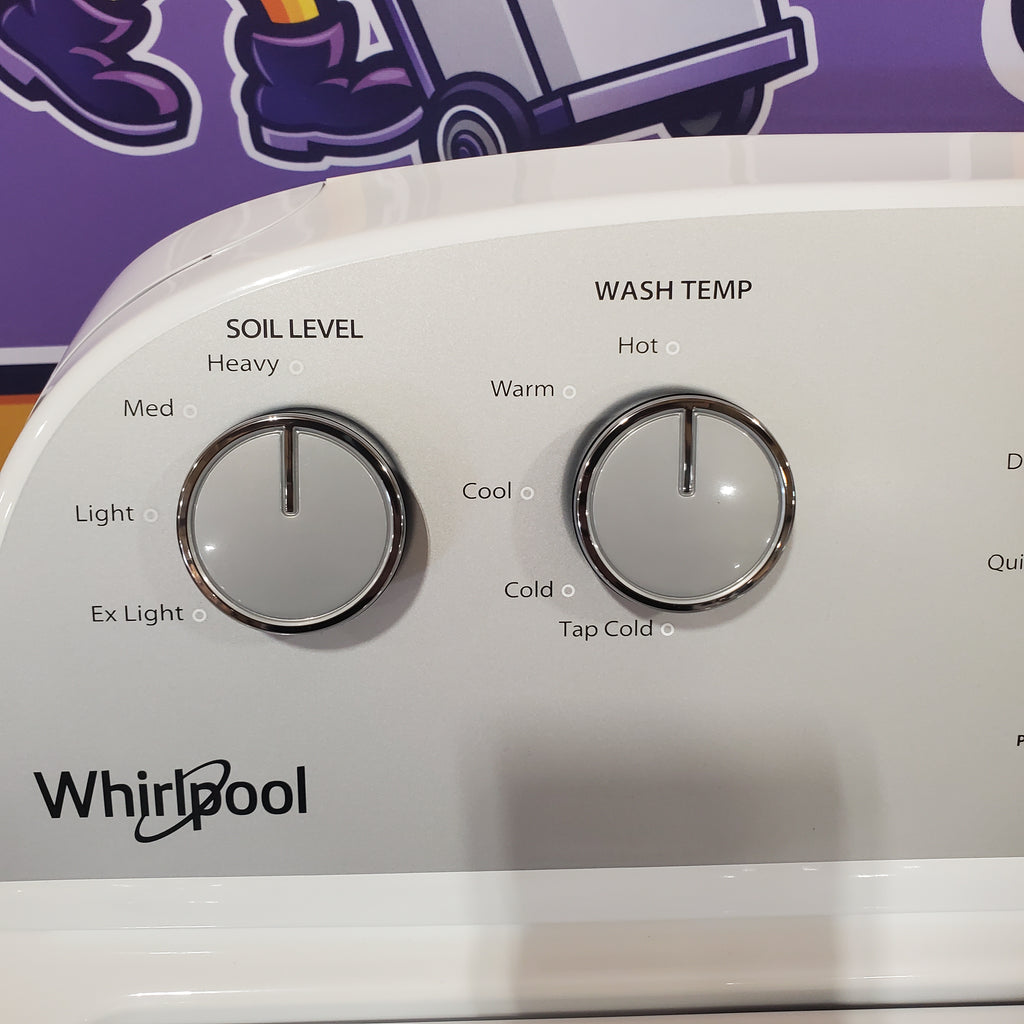 SOIL LEVEL
Heavy
Med
Light
Ex Light
WASH TEMP
Hot
Warm
Cool
Cold
Tap Cold
Whirlpool